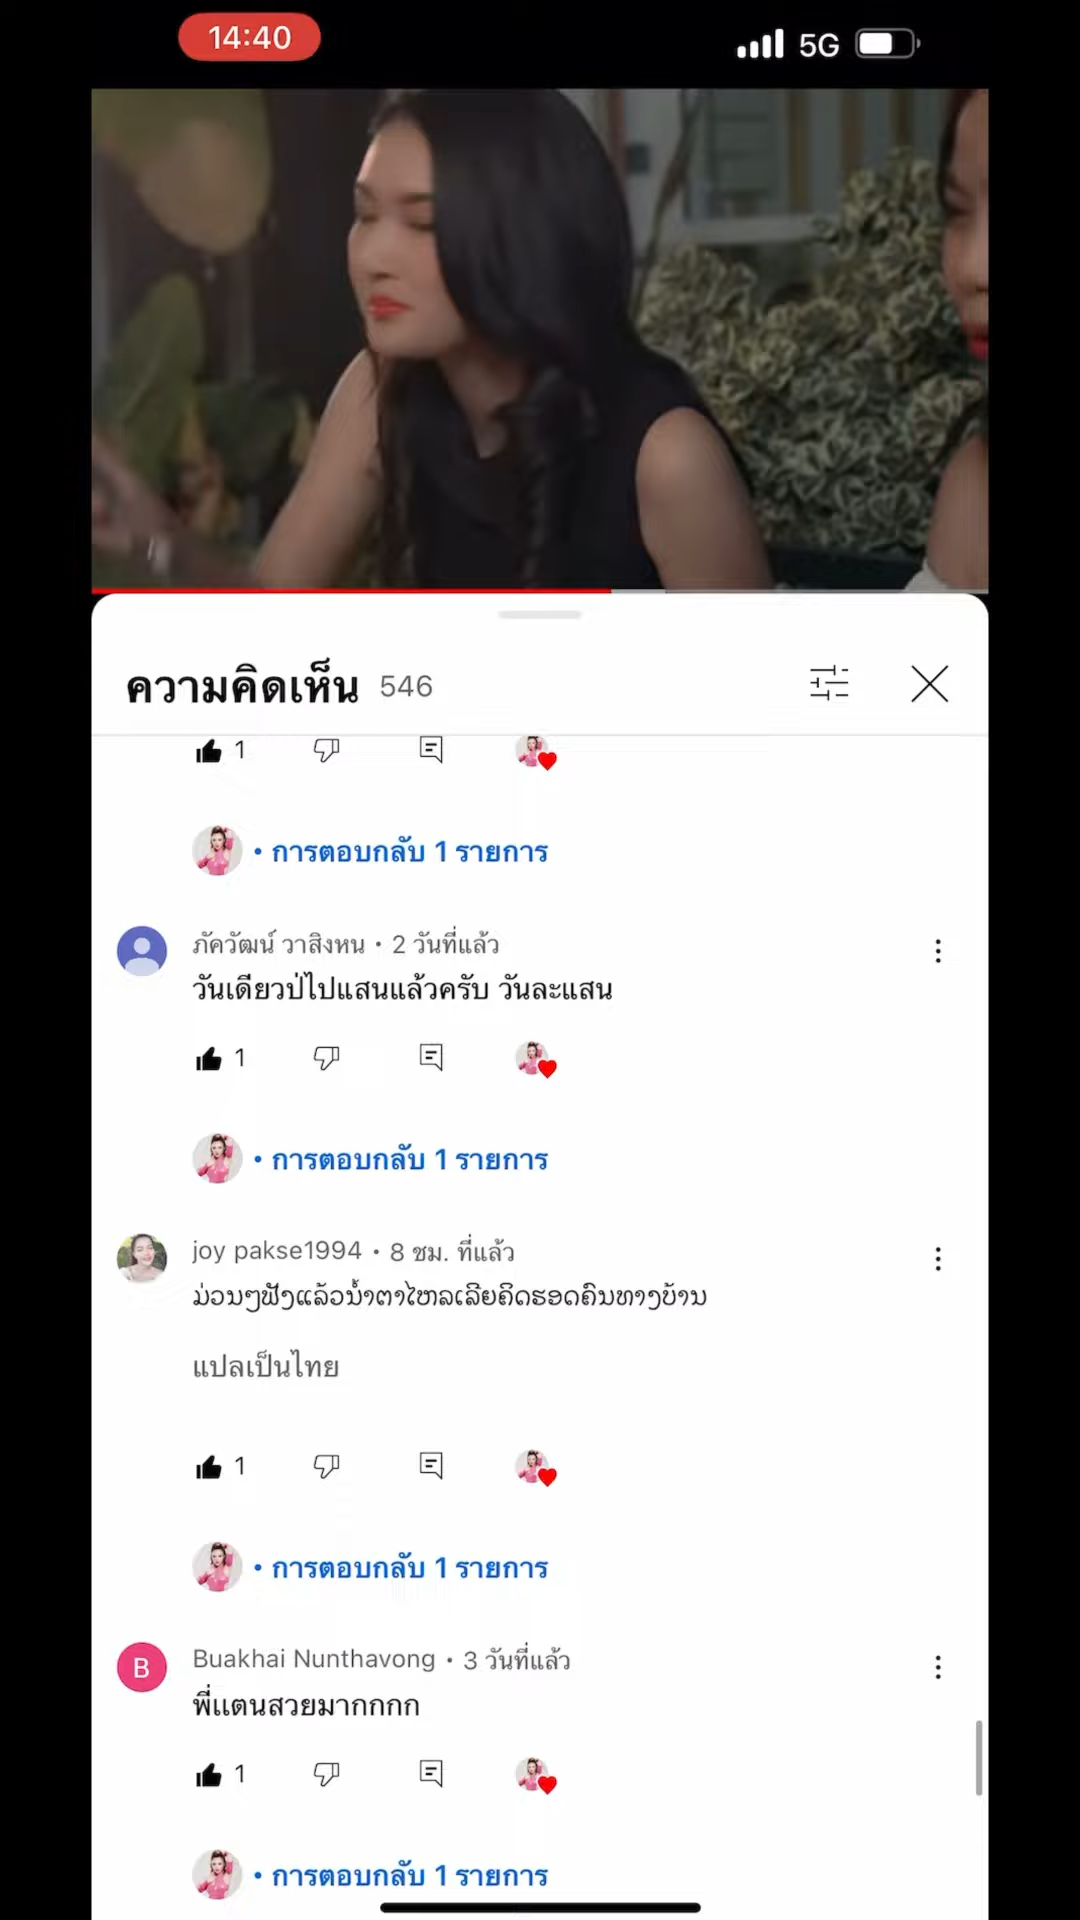 14:40
5G
ความคิดเห็น 546
1
• การตอบกลับ 1 รายการ
ภัควัฒน์ วาสิงหน • 2 วันที่แล้ว
วันเดียวป่ไปแสนแล้วครับ วันละแสน
1
• การตอบกลับ 1 รายการ
joy pakse1994 • 8 ชม. ที่แล้ว
ມ່ວນໆຟັງແລ້ວນ້ຳຕາໄຫລເລີຍຄິດຮອດຄົນທາງບ້ານ
แปลเป็นไทย
1
• การตอบกลับ 1 รายการ
B
Buakhai Nunthavong • 3 วันที่แล้ว
พี่แตนสวยมากกกก
1
• การตอบกลับ 1 รายการ